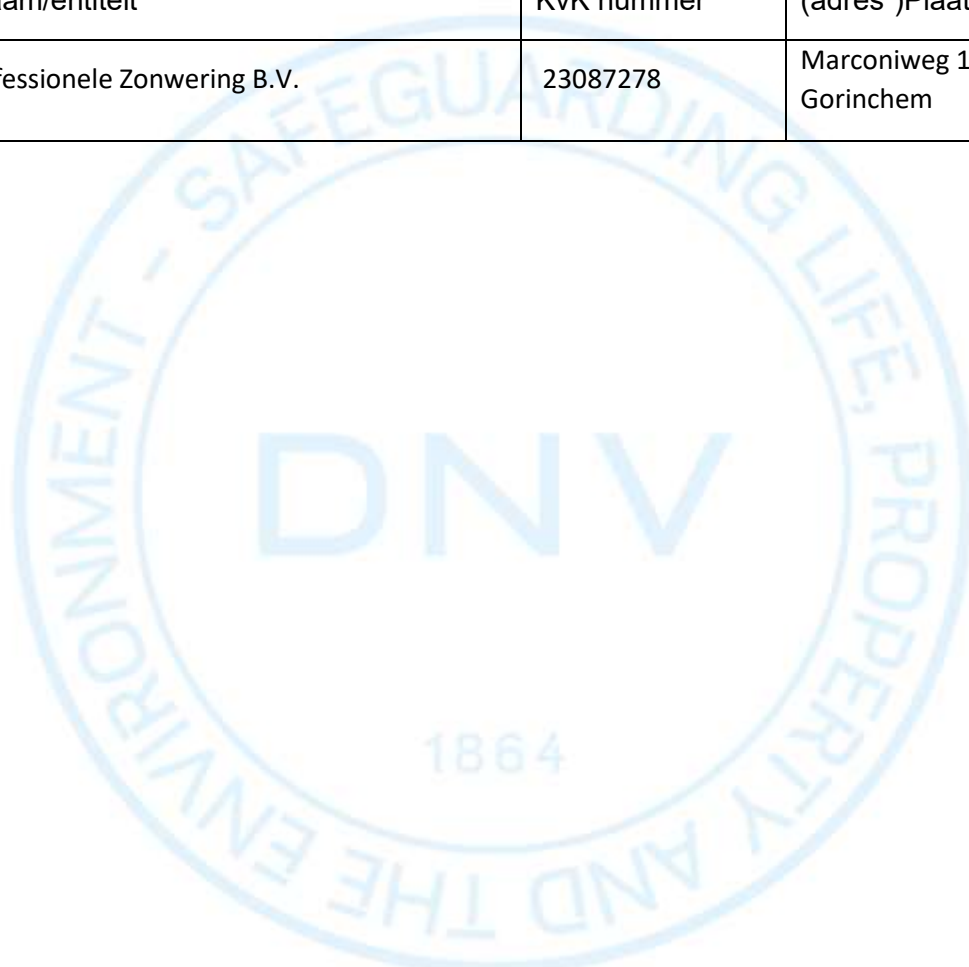 am/entiteit KvK nummer (adres*)Plaat
fessionele Zonwering B.V. 23087278 Marconiweg 1
Gorinchem
SAFEGUARDING LIFE, PROPERTY AND THE ENVIRONMENT -
DNV
1864